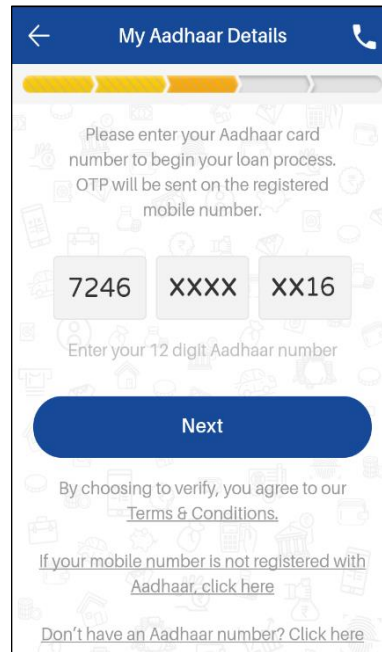 My Aadhaar Details
Please enter your Aadhaar card
number to begin your loan process.
OTP will be sent on the registered
mobile number.
7246 XXXX XX16
Enter your 12 digit Aadhaar number
Next
By choosing to verify, you agree to our
Terms & Conditions.
If your mobile number is not registered with
Aadhaar, click here
Don't have an Aadhaar number? Click here